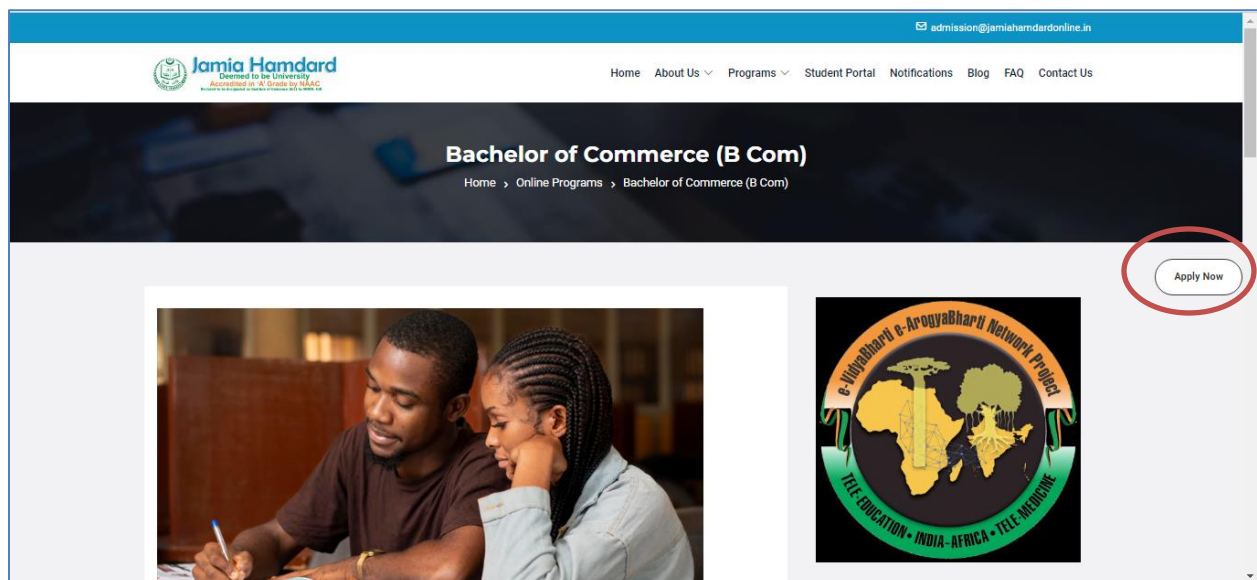 admission@jamiahamdardonline.in
Jamia Hamdard
Deemed to be University
Accredited in 'A' Grade by NAAC
Home About Us Programs Student Portal Notifications Blog FAQ Contact Us
Bachelor of Commerce (B Com)
Home › Online Programs › Bachelor of Commerce (B Com)
Apply Now
e-VidyaBharti e-ArogyaBharti Network Project
TELE-EDUCATION • INDIA-AFRICA • TELE-MEDICINE